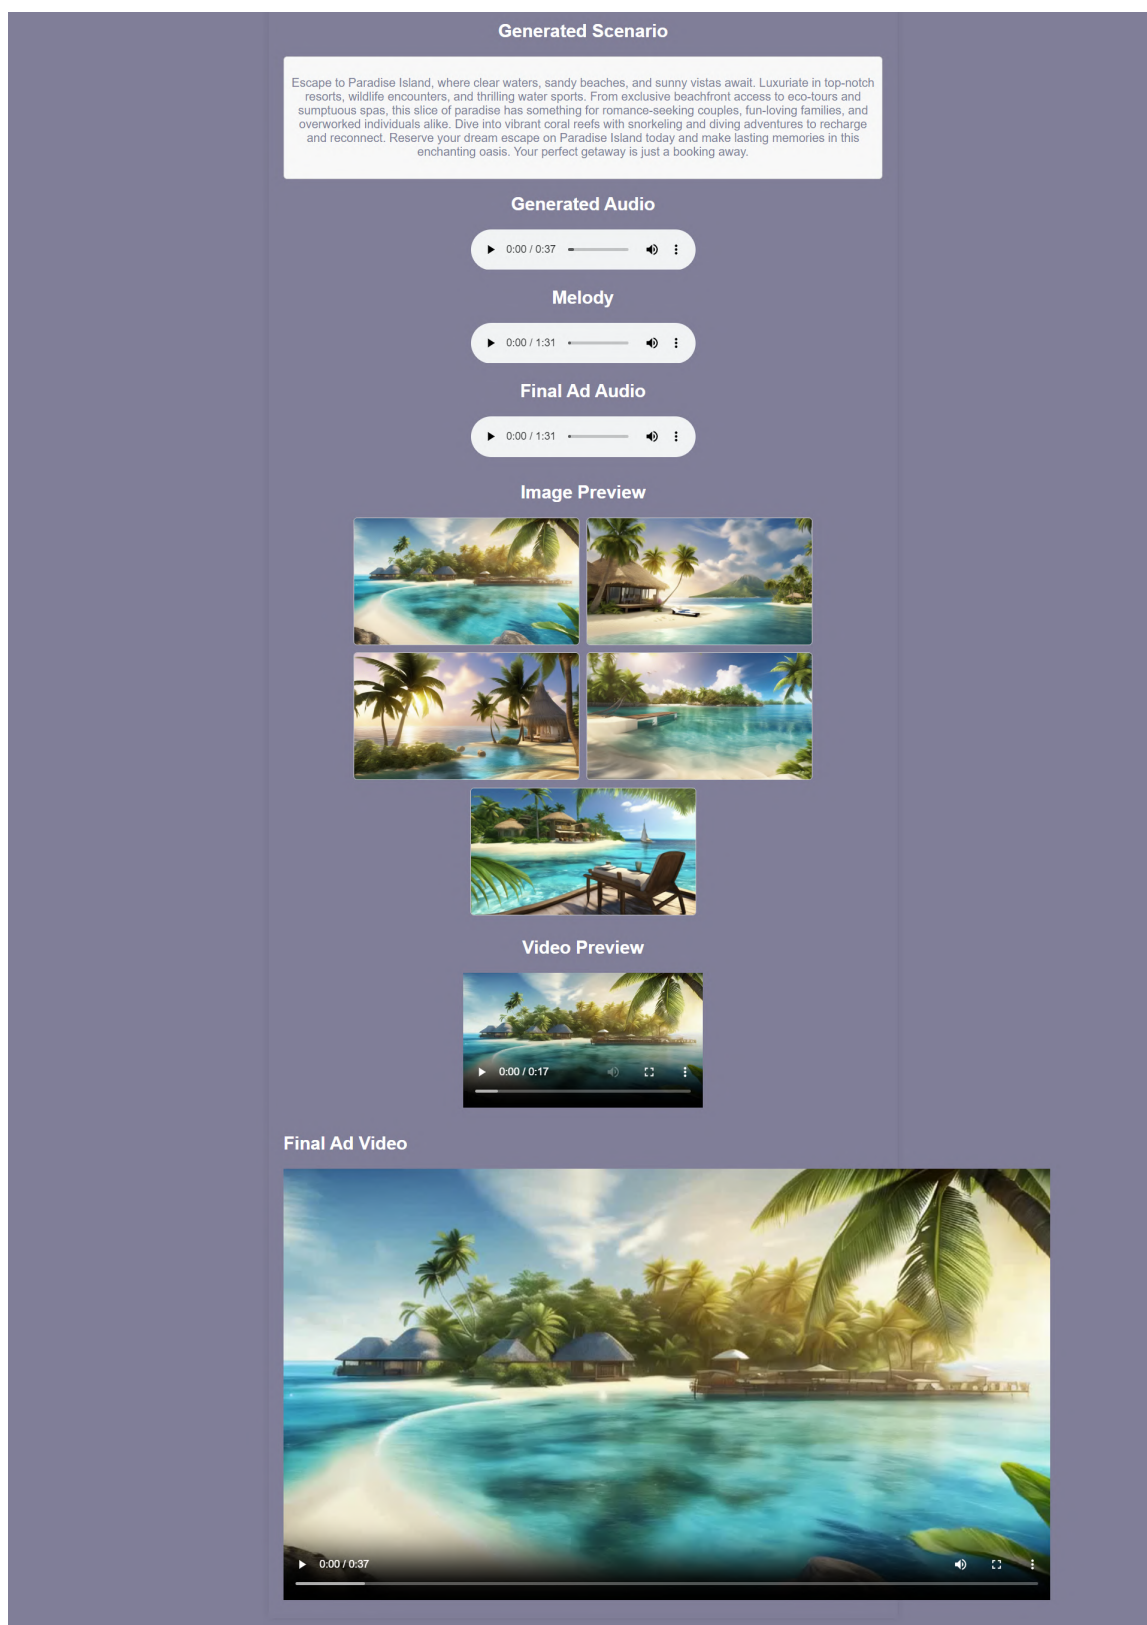 Generated Scenario
Escape to Paradise Island, where clear waters, sandy beaches, and sunny vistas await. Luxuriate in top-notch
resorts, wildlife encounters, and thrilling water sports. From exclusive beachfront access to eco-tours and
sumptuous spas, this slice of paradise has something for romance-seeking couples, fun-loving families, and
overworked individuals alike. Dive into vibrant coral reefs with snorkeling and diving adventures to recharge
and reconnect. Reserve your dream escape on Paradise Island today and make lasting memories in this
enchanting oasis. Your perfect getaway is just a booking away.
Generated Audio
0:00 / 0:37
Melody
0:00 / 1:31
Final Ad Audio
0:00 / 1:31
Image Preview
Video Preview
0:00 / 0:17
Final Ad Video
0:00 / 0:37